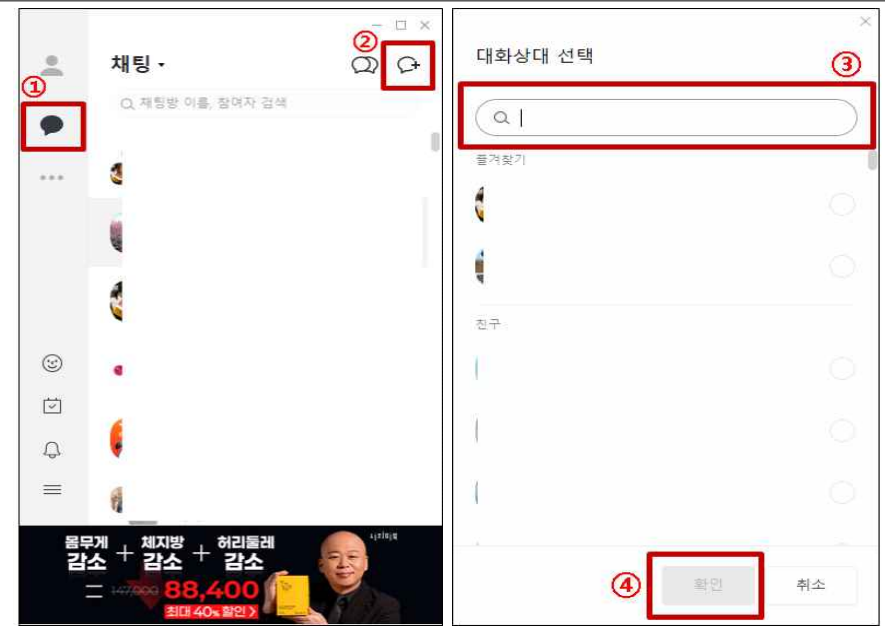 ①
②
채팅
채팅방 이름, 참여자 검색
몸무게 + 체지방 + 허리둘레
감소 감소 감소
= 147,000 88,400
최대 40% 할인 >
대화상대 선택
③
즐겨찾기
친구
④
확인
취소